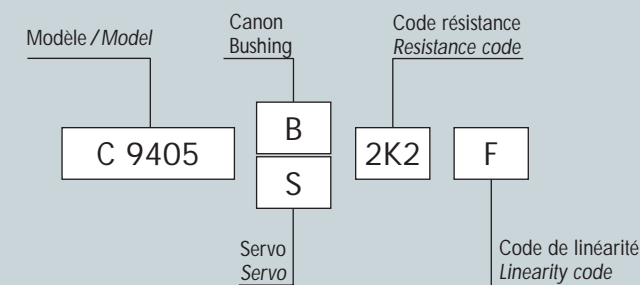 Modèle / Model
Canon
Bushing
Code résistance
Resistance code
C 9405
B
S
2K2
F
Servo
Servo
Code de linéarité
Linearity code